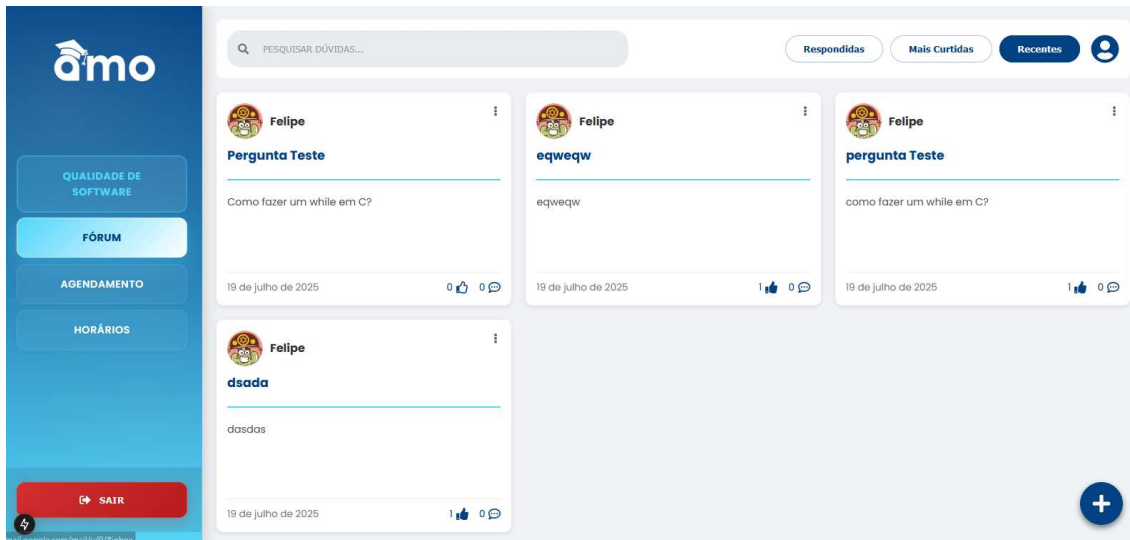 amo
QUALIDADE DE
SOFTWARE
FÓRUM
AGENDAMENTO
HORÁRIOS
SAIR
PESQUISAR DÚVIDAS...
Respondidas
Mais Curtidas
Recentes
Felipe
Pergunta Teste
Como fazer um while em C?
19 de julho de 2025
0 0
Felipe
eqweqw
eqweqw
19 de julho de 2025
1 0
Felipe
pergunta Teste
como fazer um while em C?
19 de julho de 2025
1 0
Felipe
dsada
dasdas
19 de julho de 2025
1 0